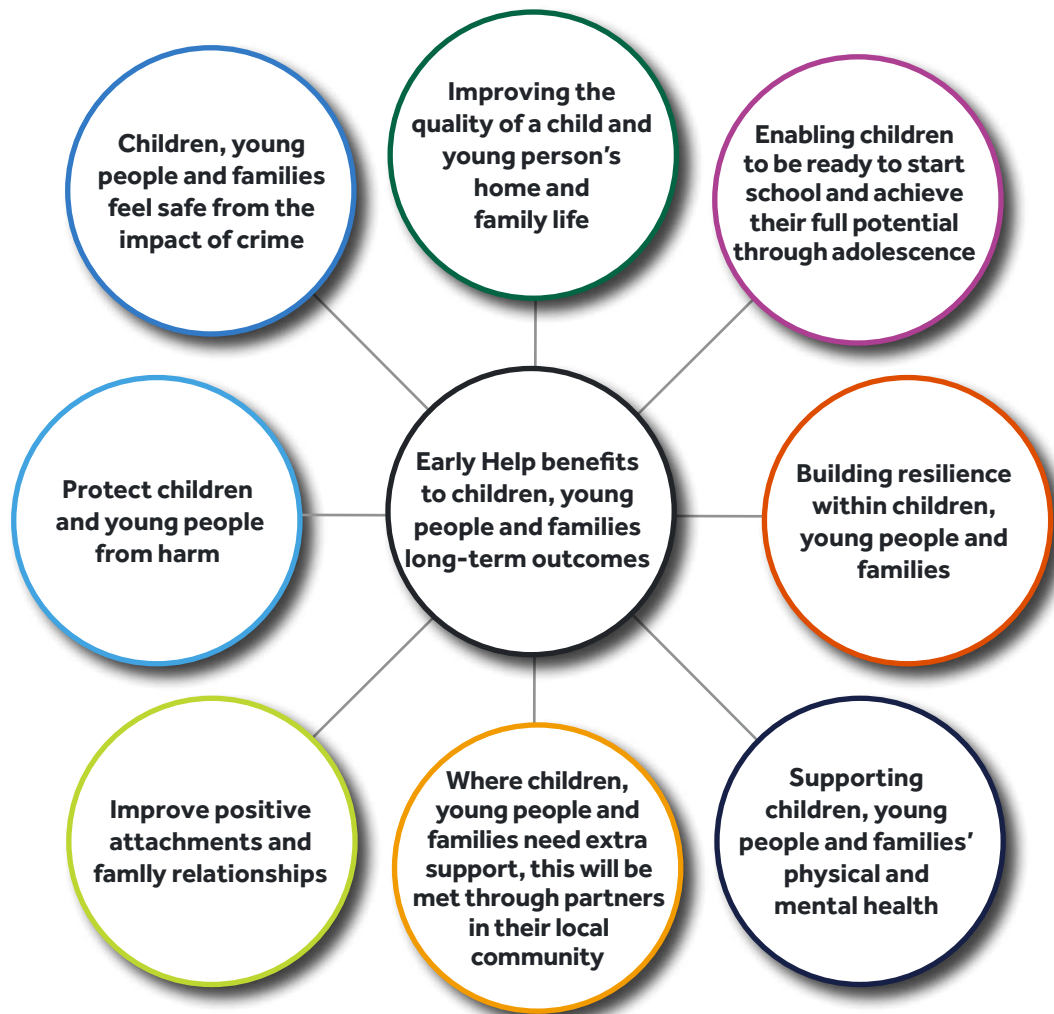 Children, young
people and families
feel safe from the
impact of crime
Improving the
quality of a child and
young person's
home and
family life
Enabling children
to be ready to start
school and achieve
their full potential
through adolescence
Protect children
and young people
from harm
Early Help benefits
to children, young
people and families
long-term outcomes
Building resilience
within children,
young people and
families
Improve positive
attachments and
famlly relationships
Where children,
young people and
families need extra
support, this will be
met through partners
in their local
community
Supporting
children, young
people and families'
physical and
mental health